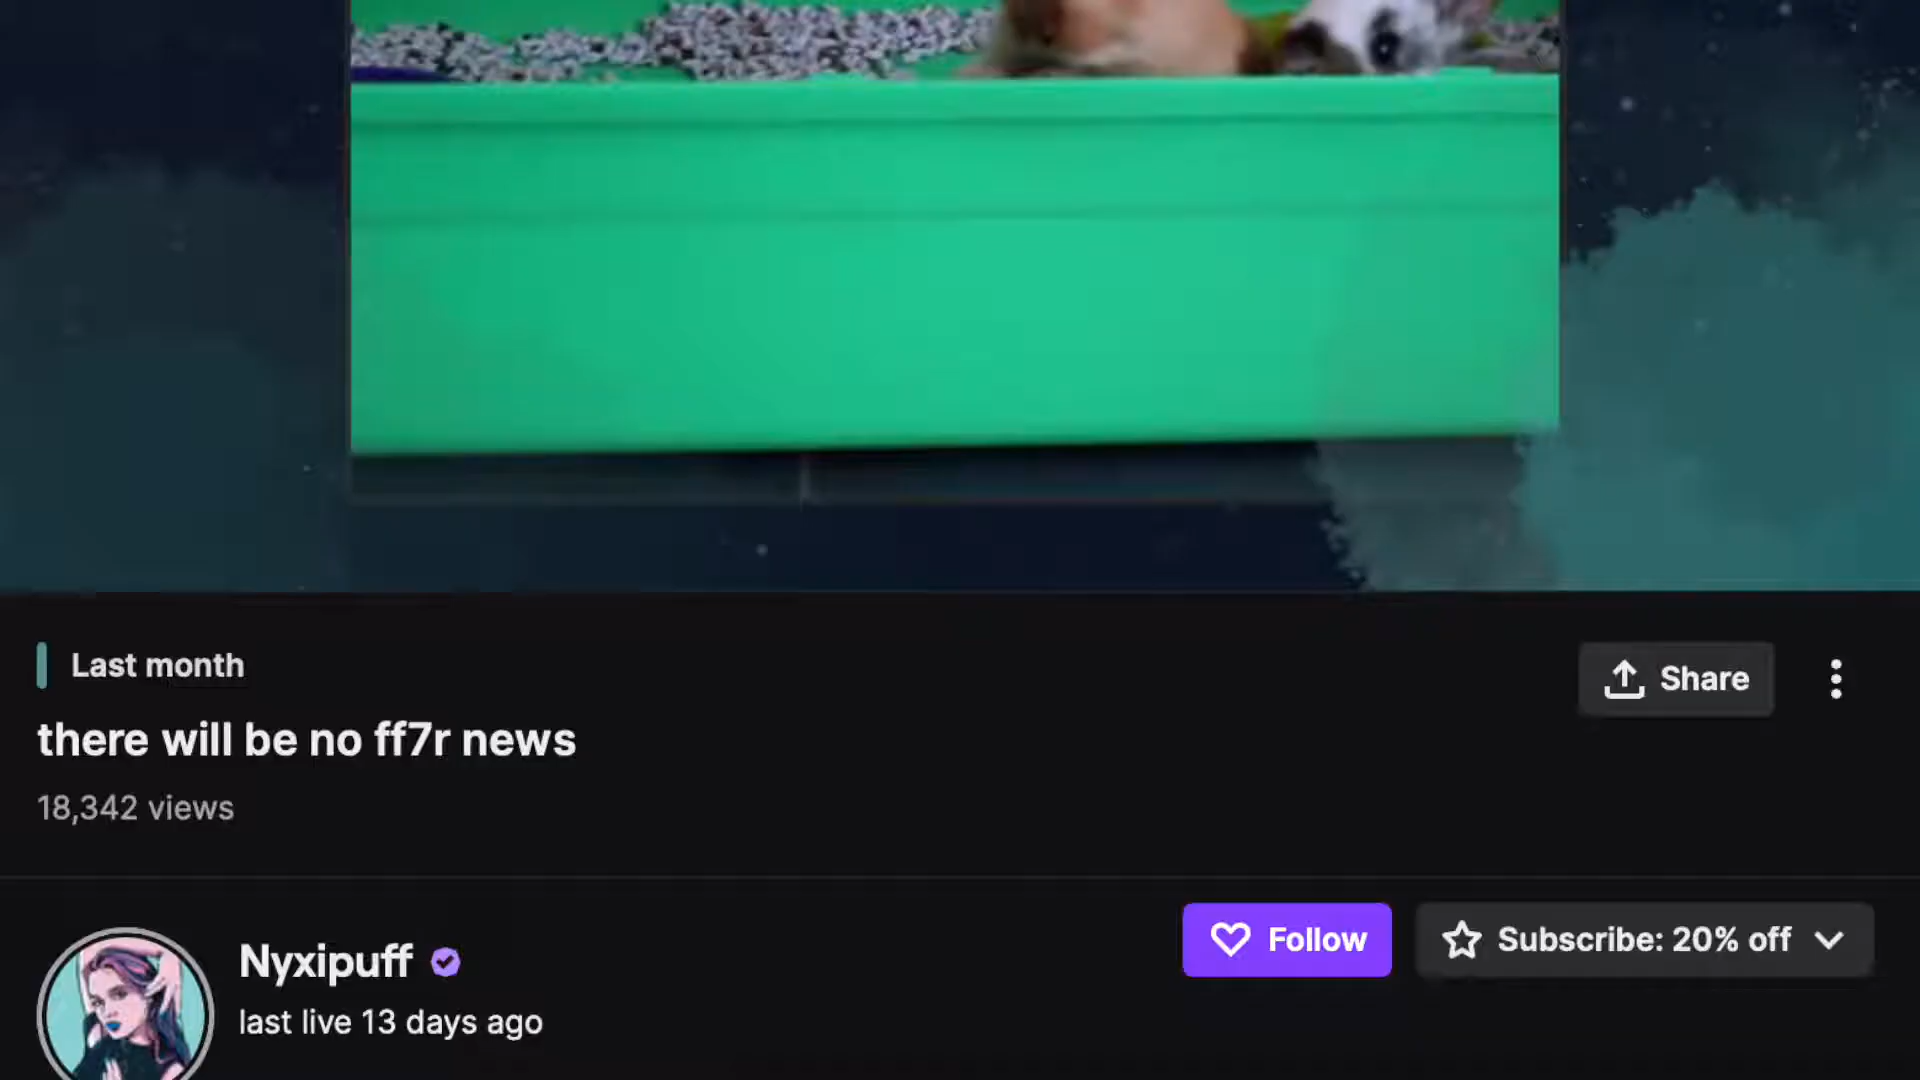 Last month
Share
there will be no ff7r news
18,342 views
Nyxipuff
Follow
Subscribe: 20% off
last live 13 days ago